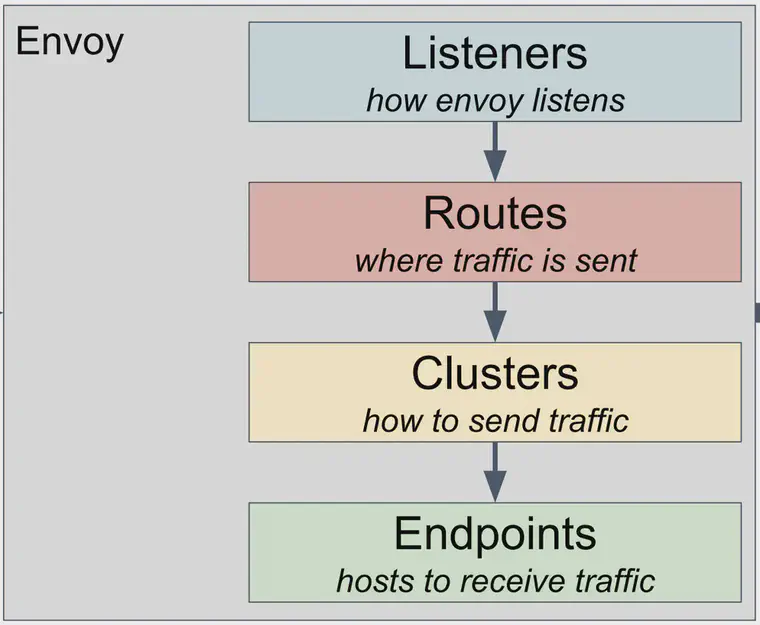 Envoy
Listeners
how envoy listens
Routes
where traffic is sent
Clusters
how to send traffic
Endpoints
hosts to receive traffic